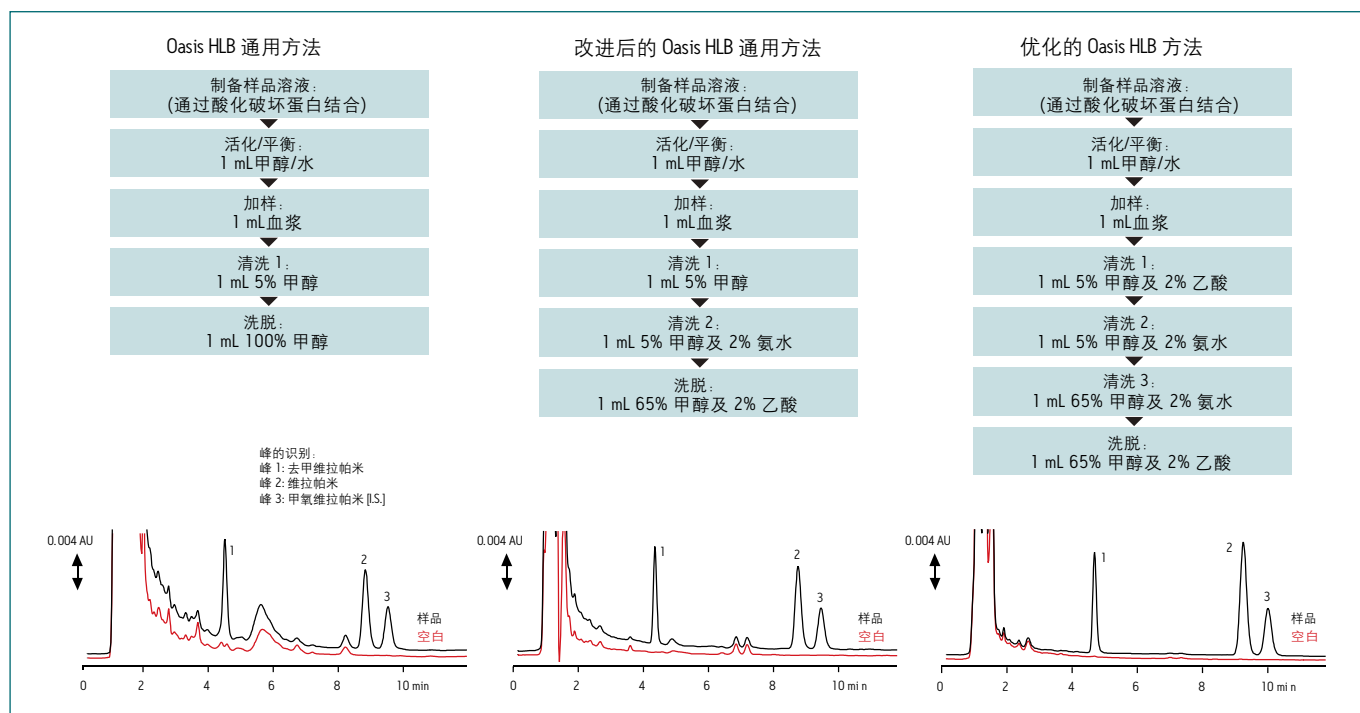 Oasis HLB 通用方法
制备样品溶液:
(通过酸化破坏蛋白结合)
活化/平衡:
1 mL甲醇/水
加样:
1 mL血浆
清洗 1:
1 mL 5% 甲醇
洗脱:
1 mL 100% 甲醇
改进后的 Oasis HLB 通用方法
制备样品溶液:
(通过酸化破坏蛋白结合)
活化/平衡:
1 mL甲醇/水
加样:
1 mL血浆
清洗 1:
1 mL 5% 甲醇
清洗 2:
1 mL 5% 甲醇及 2% 氨水
洗脱:
1 mL 65% 甲醇及 2% 乙酸
优化的 Oasis HLB 方法
制备样品溶液:
(通过酸化破坏蛋白结合)
活化/平衡:
1 mL甲醇/水
加样:
1 mL血浆
清洗 1:
1 mL 5% 甲醇及 2% 乙酸
清洗 2:
1 mL 5% 甲醇及 2% 氨水
清洗 3:
1 mL 65% 甲醇及 2% 氨水
洗脱:
1 mL 65% 甲醇及 2% 乙酸
峰的识别:
峰 1: 去甲维拉帕米
峰 2: 维拉帕米
峰 3: 甲氧维拉帕米 [I.S.]
0.004 AU
1
2
3
样品
空白
0 2 4 6 8 10 min
0.004 AU
1
2
3
样品
空白
0 2 4 6 8 10 min
0.004 AU
1
2
3
样品
空白
0 2 4 6 8 10 min